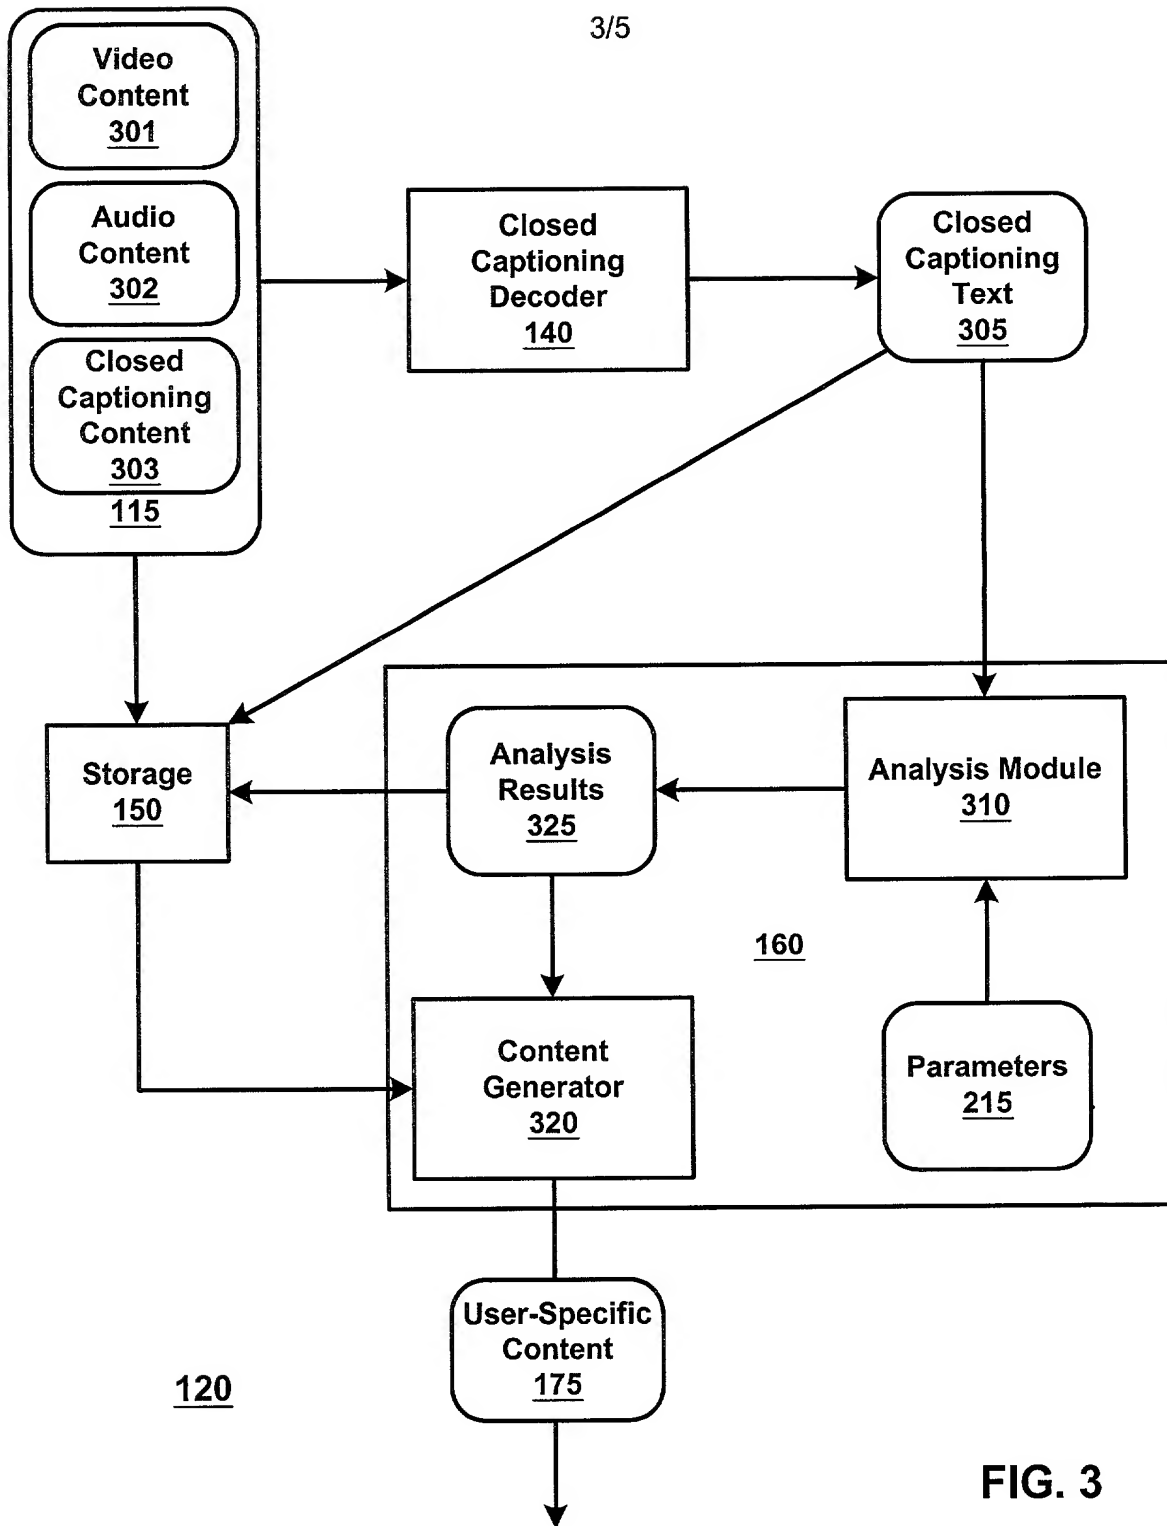 3/5
Video
Content
301
Audio
Content
302
Closed
Captioning
Content
303
115
Closed
Captioning
Decoder
140
Closed
Captioning
Text
305
Storage
150
Analysis
Results
325
Analysis Module
310
160
Content
Generator
320
Parameters
215
User-Specific
Content
175
120
FIG. 3